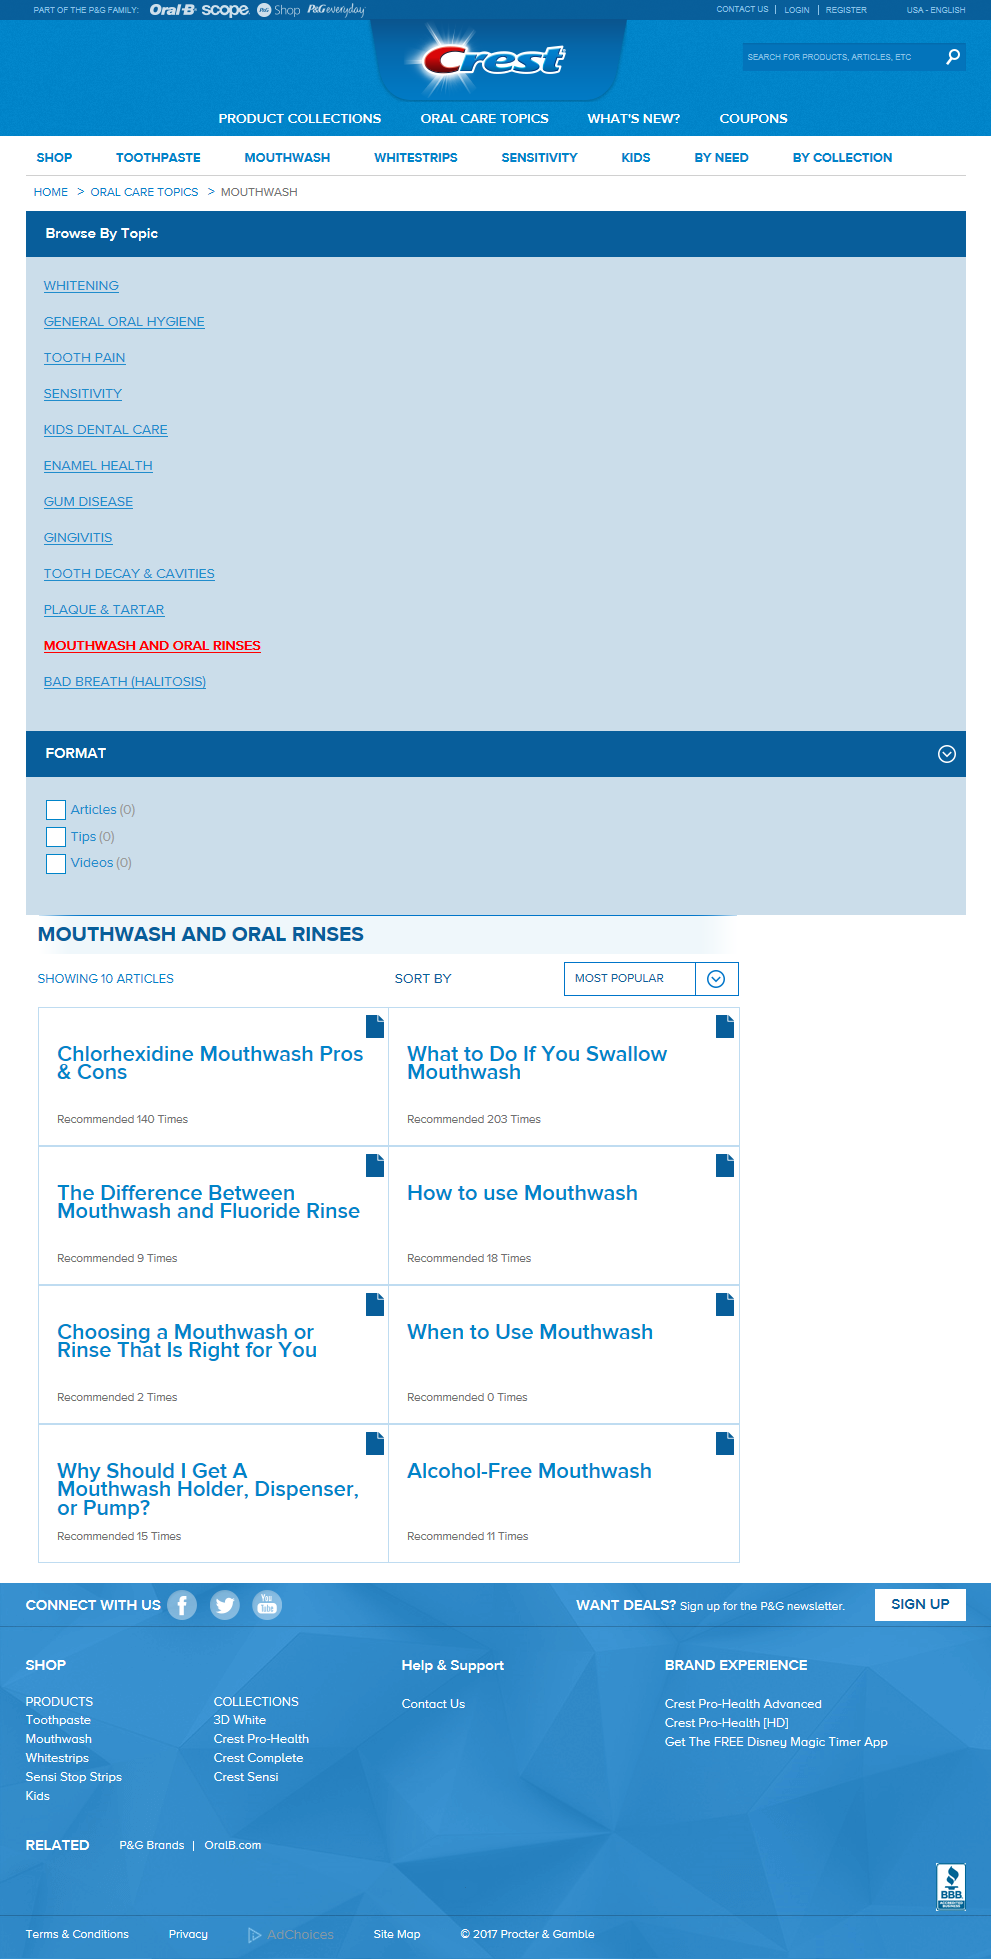 PART OF THE P&G FAMILY: Oral-B scope P&G Shop P&G everyday
CONTACT US | LOGIN | REGISTER USA - ENGLISH
Crest
SEARCH FOR PRODUCTS, ARTICLES, ETC
PRODUCT COLLECTIONS ORAL CARE TOPICS WHAT'S NEW? COUPONS
SHOP TOOTHPASTE MOUTHWASH WHITESTRIPS SENSITIVITY KIDS BY NEED BY COLLECTION
HOME > ORAL CARE TOPICS > MOUTHWASH
Browse By Topic
WHITENING
GENERAL ORAL HYGIENE
TOOTH PAIN
SENSITIVITY
KIDS DENTAL CARE
ENAMEL HEALTH
GUM DISEASE
GINGIVITIS
TOOTH DECAY & CAVITIES
PLAQUE & TARTAR
MOUTHWASH AND ORAL RINSES
BAD BREATH (HALITOSIS)
FORMAT
Articles (0)
Tips (0)
Videos (0)
MOUTHWASH AND ORAL RINSES
SHOWING 10 ARTICLES SORT BY MOST POPULAR
Chlorhexidine Mouthwash Pros
& Cons
Recommended 140 Times
What to Do If You Swallow
Mouthwash
Recommended 203 Times
The Difference Between
Mouthwash and Fluoride Rinse
Recommended 9 Times
How to use Mouthwash
Recommended 18 Times
Choosing a Mouthwash or
Rinse That Is Right for You
Recommended 2 Times
When to Use Mouthwash
Recommended 0 Times
Why Should I Get A
Mouthwash Holder, Dispenser,
or Pump?
Recommended 15 Times
Alcohol-Free Mouthwash
Recommended 11 Times
CONNECT WITH US f You Tube
WANT DEALS? Sign up for the P&G newsletter. SIGN UP
SHOP
PRODUCTS
Toothpaste
Mouthwash
Whitestrips
Sensi Stop Strips
Kids
COLLECTIONS
3D White
Crest Pro-Health
Crest Complete
Crest Sensi
Help & Support
Contact Us
BRAND EXPERIENCE
Crest Pro-Health Advanced
Crest Pro-Health [HD]
Get The FREE Disney Magic Timer App
RELATED P&G Brands | OralB.com
BBB
Terms & Conditions Privacy AdChoices Site Map © 2017 Procter & Gamble